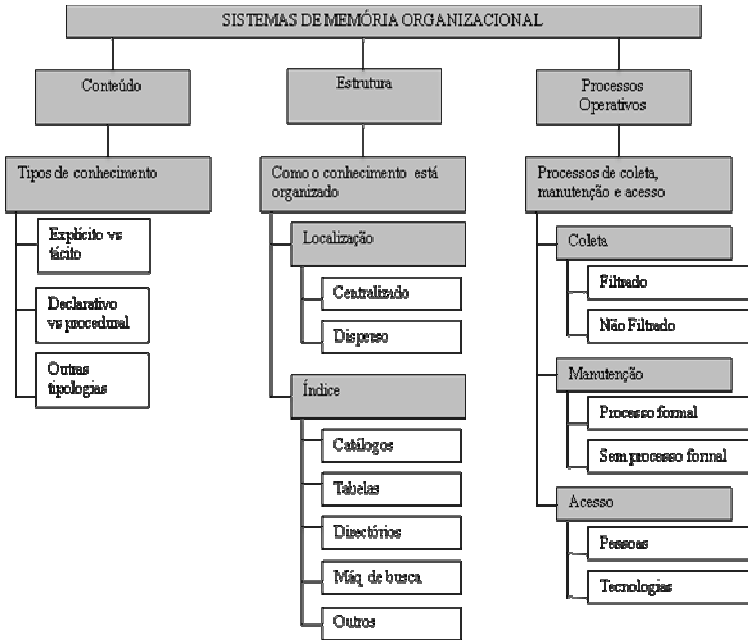 SISTEMAS DE MEMÓRIA ORGANIZACIONAL
Conteúdo
Tipos de conhecimento
Explícito vs
tácito
Declarativo
vs procedural
Outras
tipologias
Estrutura
Como o conhecimento está
organizado
Localização
Centralizado
Disperso
Índice
Catálogos
Tabelas
Directórios
Máq. de busca
Outros
Processos
Operativos
Processos de coleta,
manutenção e acesso
Coleta
Filtrado
Não Filtrado
Manutenção
Processo formal
Sem processo formal
Acesso
Pessoas
Tecnologias